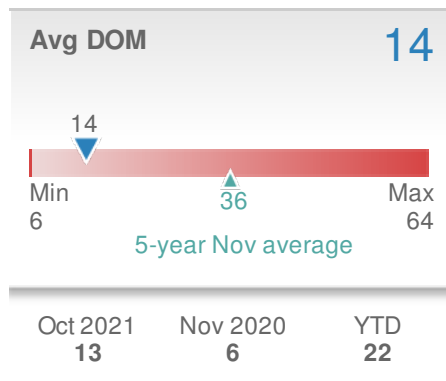 Avg DOM 14
14
Min Max
6 36 64
5-year Nov average
Oct 2021 Nov 2020 YTD
13 6 22